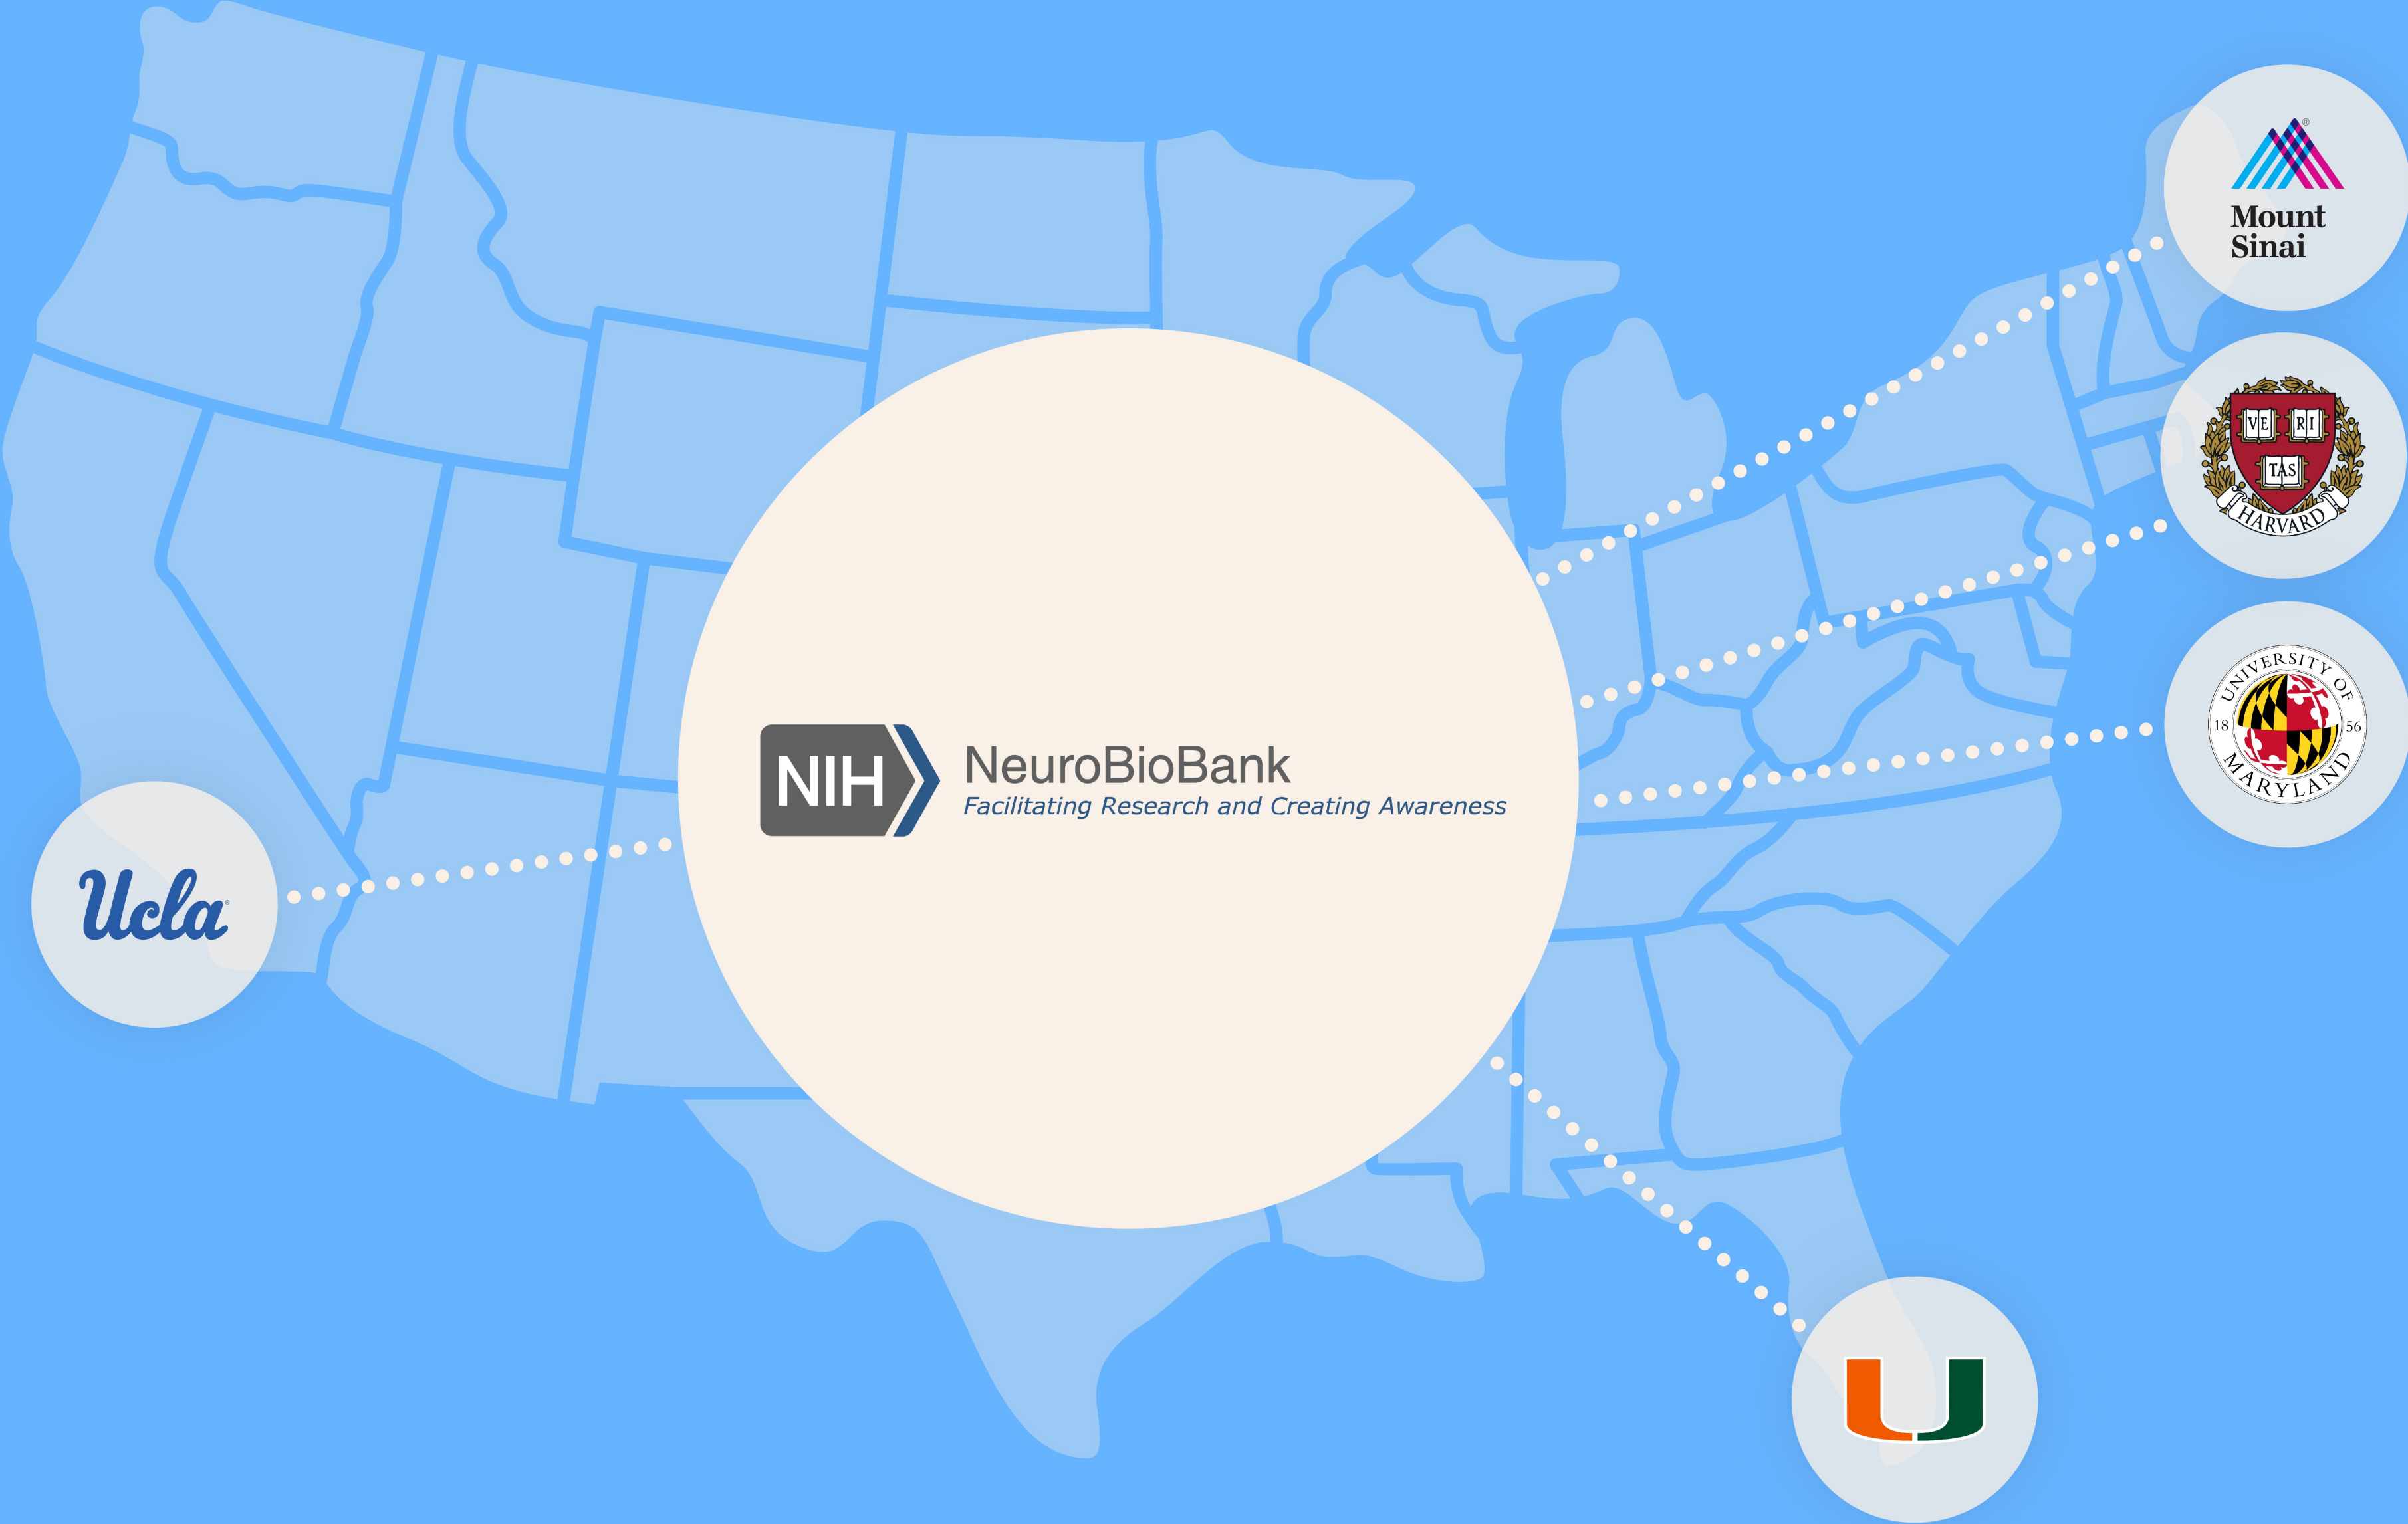 ®
Mount
Sinai
VE RI
TAS
HARVARD
UNIVERSITY OF
18 56
MARYLAND
NIH NeuroBioBank
Facilitating Research and Creating Awareness
Ucla
U